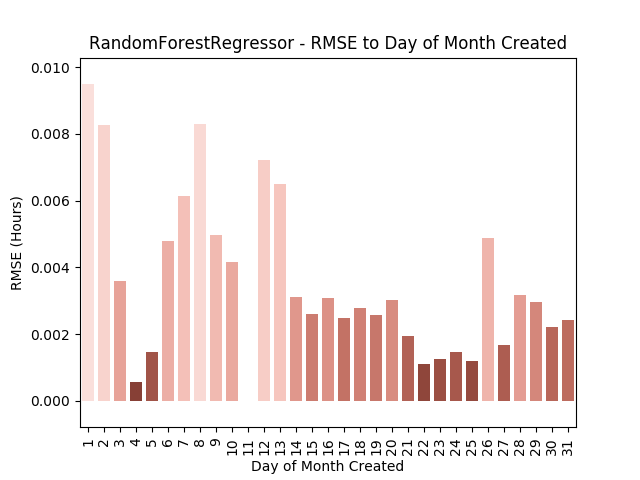 RandomForestRegressor - RMSE to Day of Month Created
0.010
0.008
0.006
0.004
0.002
0.000
RMSE (Hours)
1 2 3 4 5 6 7 8 9 10 11 12 13 14 15 16 17 18 19 20 21 22 23 24 25 26 27 28 29 30 31
Day of Month Created